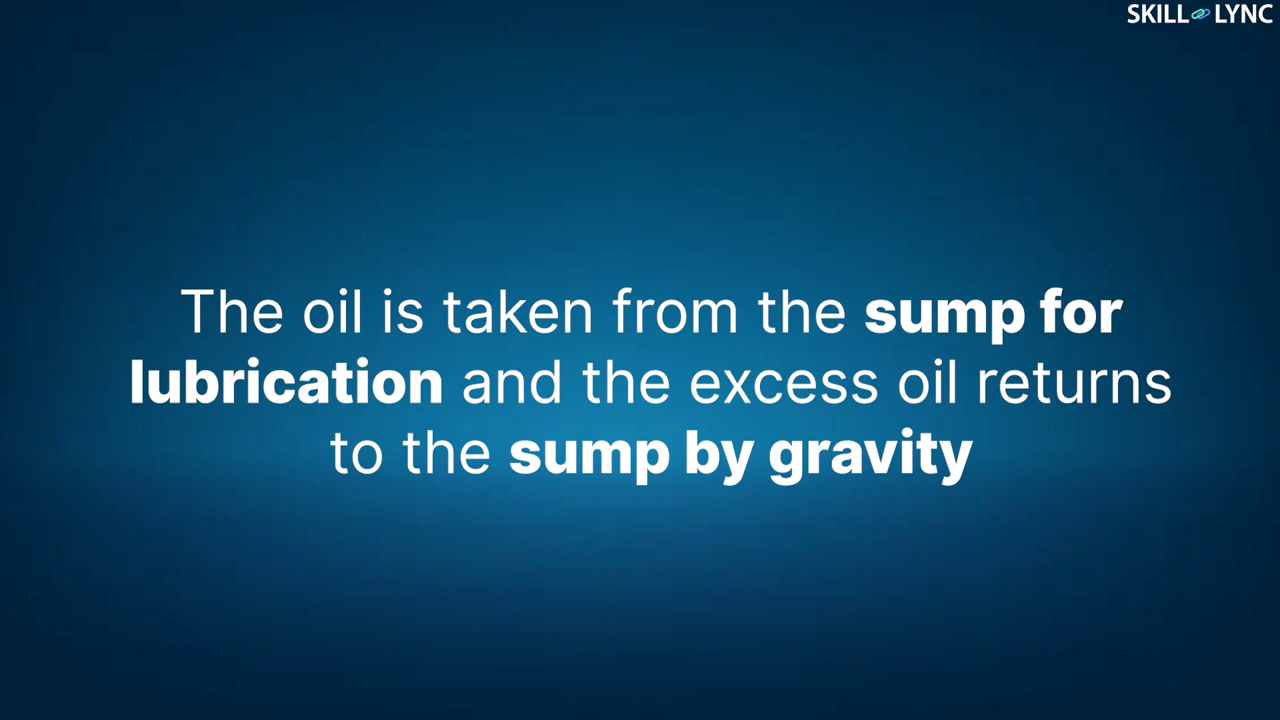 SKILL LYNC
The oil is taken from the sump for
lubrication and the excess oil returns
to the sump by gravity